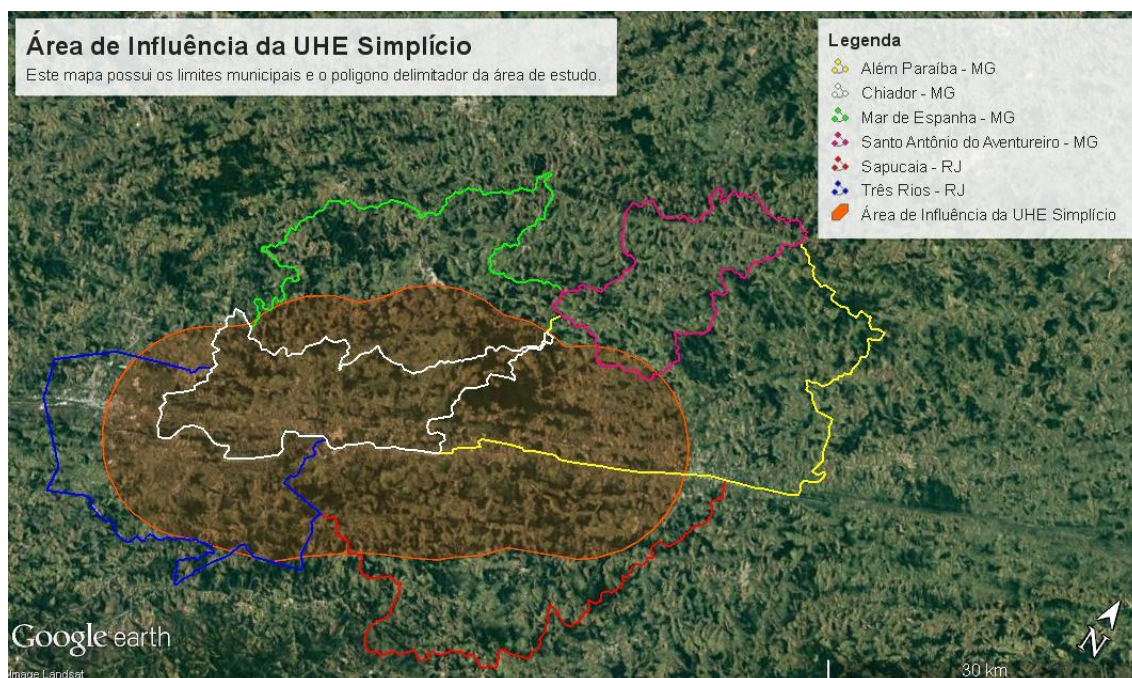 Área de Influência da UHE Simplício
Este mapa possui os limites municipais e o poligono delimitador da área de estudo.
Legenda
Além Paraíba - MG
Chiador - MG
Mar de Espanha - MG
Santo Antônio do Aventureiro - MG
Sapucaia - RJ
Três Rios - RJ
Área de Influência da UHE Simplício
Google earth
Image Landsat
30 km
N